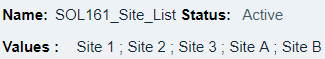 Name: SOL161_Site_List Status: Active
Values : Site 1 ; Site 2 ; Site 3 ; Site A ; Site B